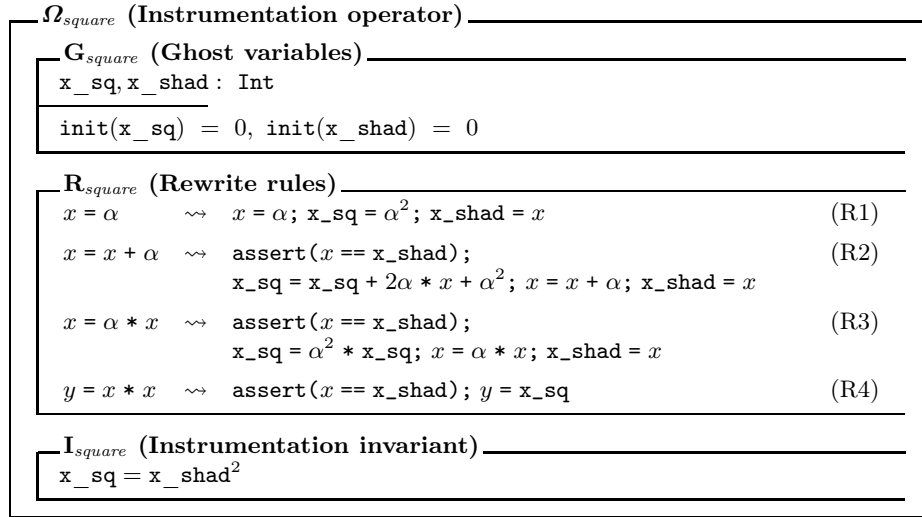 Ω_square (Instrumentation operator)
G_square (Ghost variables)
x_sq, x_shad : Int
init(x_sq) = 0, init(x_shad) = 0
R_square (Rewrite rules)
x = α ⇝ x = α; x_sq = α²; x_shad = x (R1)
x = x + α ⇝ assert(x == x_shad); (R2)
x_sq = x_sq + 2α * x + α²; x = x + α; x_shad = x
x = α * x ⇝ assert(x == x_shad); (R3)
x_sq = α² * x_sq; x = α * x; x_shad = x
y = x * x ⇝ assert(x == x_shad); y = x_sq (R4)
I_square (Instrumentation invariant)
x_sq = x_shad²